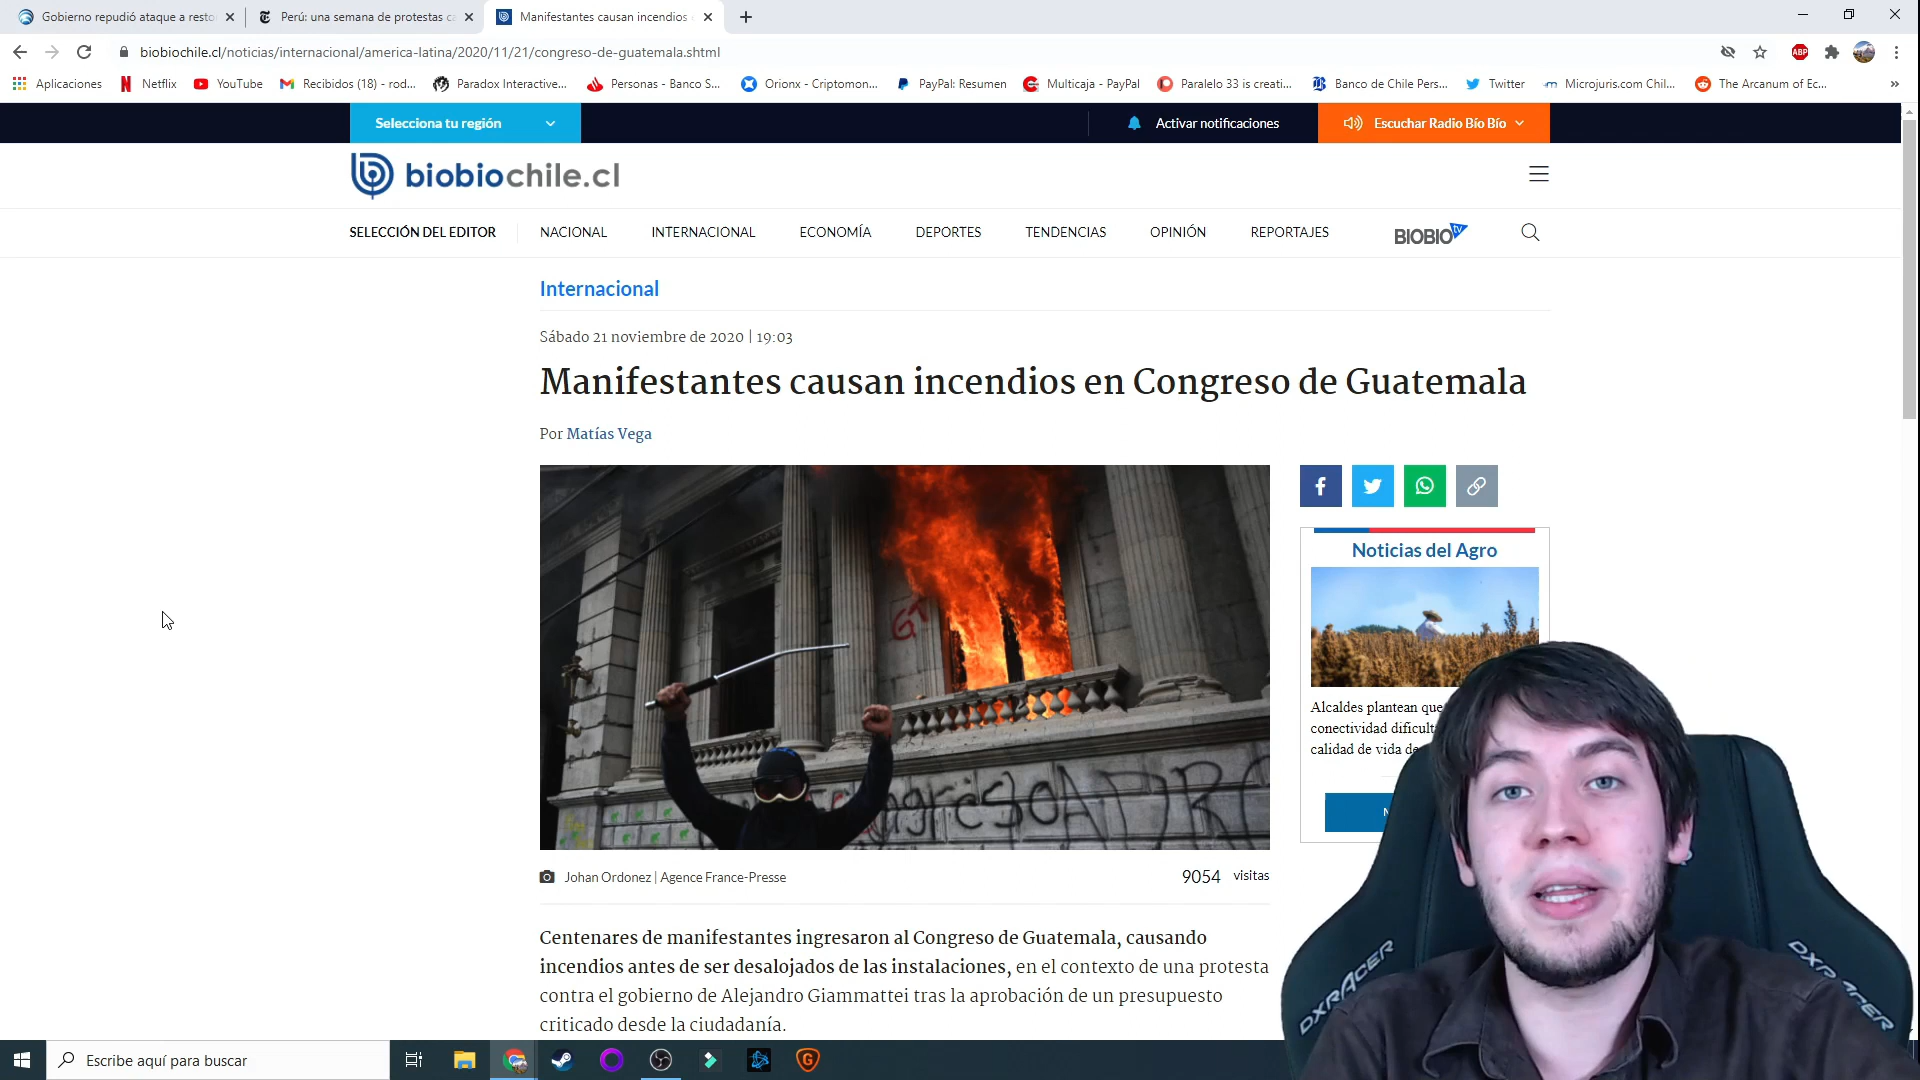 Gobierno repudió ataque a resto
Perú: una semana de protestas ca
Manifestantes causan incendios
biobiochile.cl/noticias/internacional/america-latina/2020/11/21/congreso-de-guatemala.shtml
ABP
Aplicaciones
Netflix
YouTube
Recibidos (18) - rod...
Paradox Interactive...
Personas - Banco S...
Orionx - Criptomon...
PayPal: Resumen
Multicaja - PayPal
Paralelo 33 is creati...
Banco de Chile Pers...
Twitter
Microjuris.com Chil...
The Arcanum of Ec...
»
Selecciona tu región
Activar notificaciones
Escuchar Radio Bío Bío
biobiochile.cl
SELECCIÓN DEL EDITOR
NACIONAL
INTERNACIONAL
ECONOMÍA
DEPORTES
TENDENCIAS
OPINIÓN
REPORTAJES
BIOBIO tv
Internacional
Sábado 21 noviembre de 2020 | 19:03
Manifestantes causan incendios en Congreso de Guatemala
Por Matías Vega
Noticias del Agro
Alcaldes plantean que
conectividad dificult
calidad de vida de
Johan Ordonez | Agence France-Presse
9054 visitas
Centenares de manifestantes ingresaron al Congreso de Guatemala, causando
incendios antes de ser desalojados de las instalaciones, en el contexto de una protesta
contra el gobierno de Alejandro Giammattei tras la aprobación de un presupuesto
criticado desde la ciudadanía.
DXRACER
DXRACER
Escribe aquí para buscar